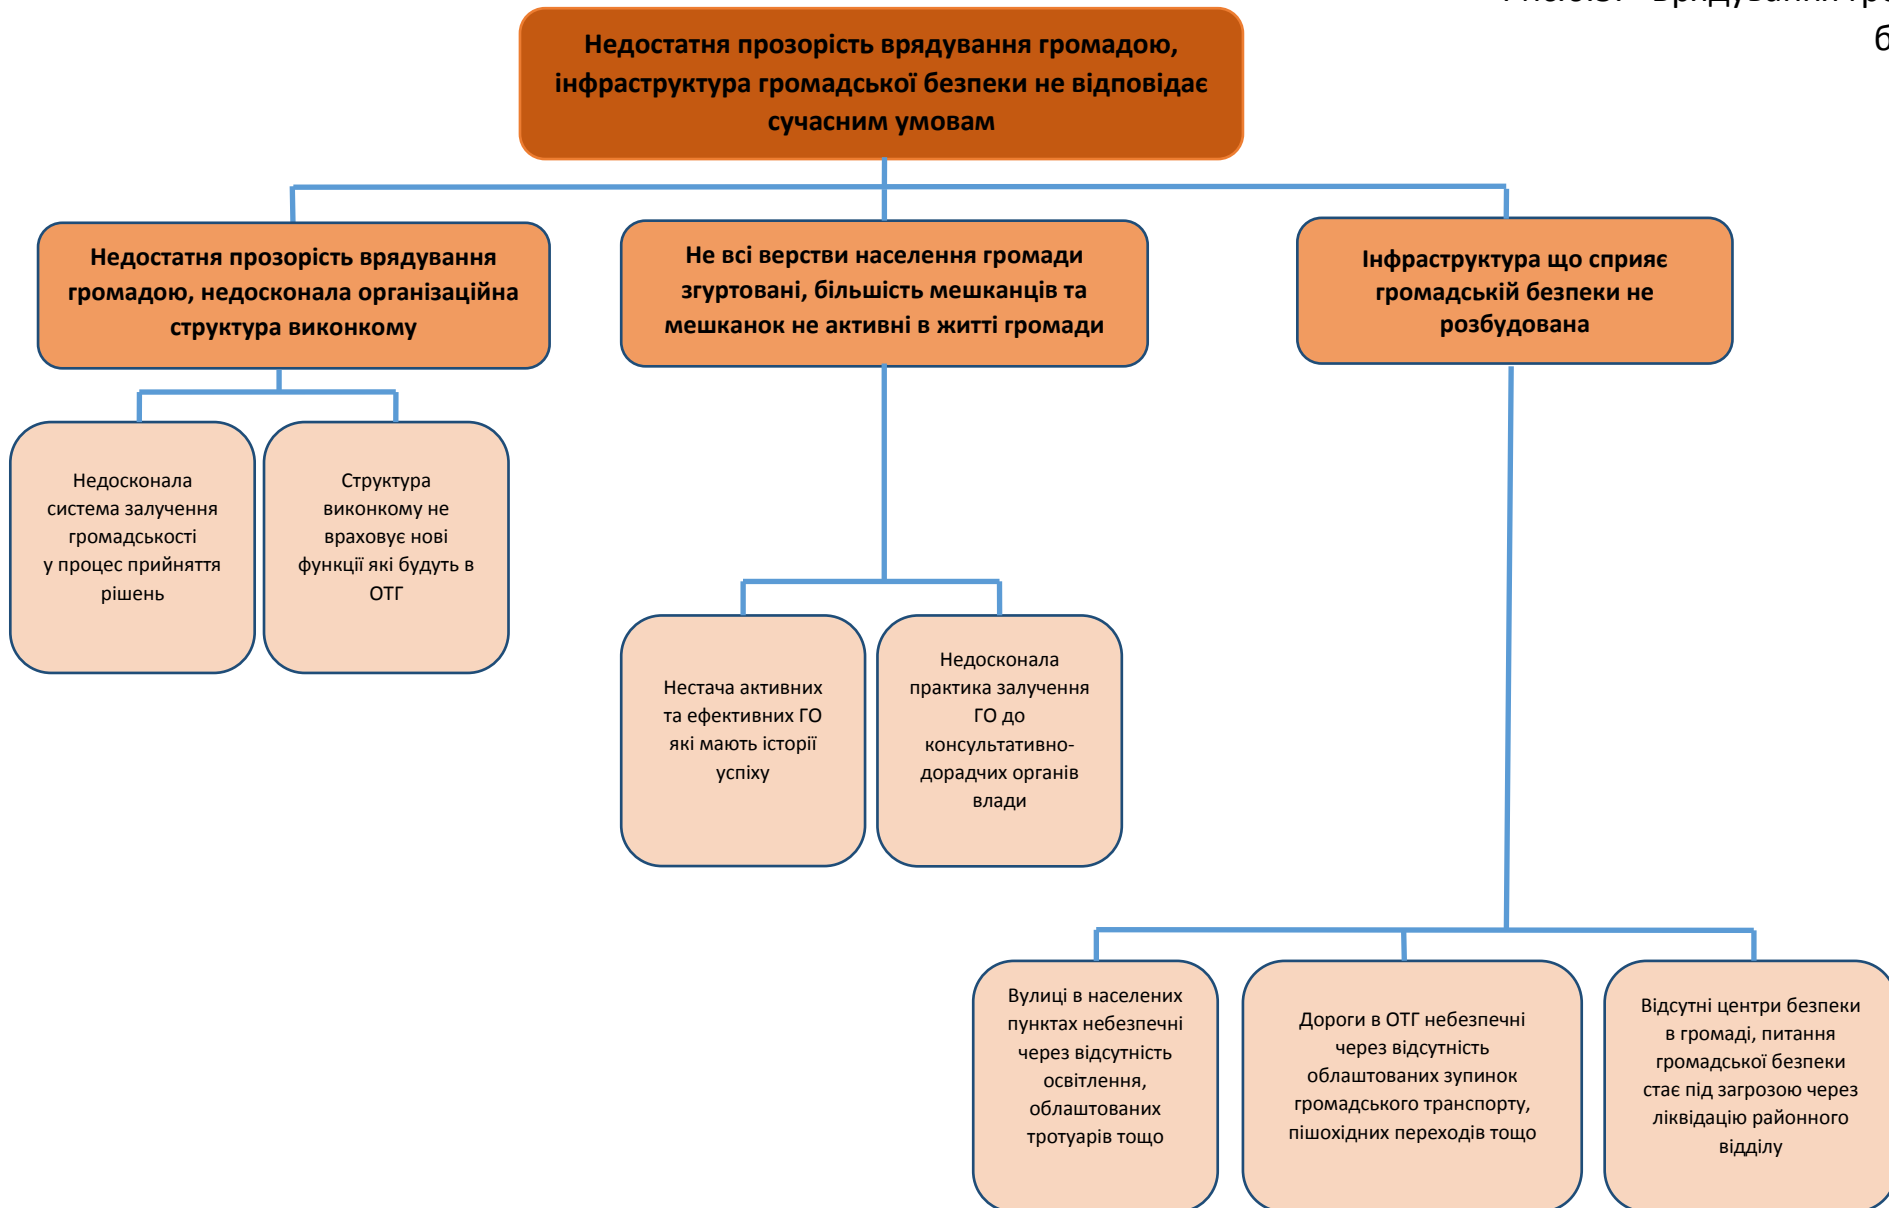 Врядування
Недостатня прозорість врядування громадою,
інфраструктура громадської безпеки не відповідає
сучасним умовам
Недостатня прозорість врядування
громадою, недосконала організаційна
структура виконкому
Не всі верстви населення громади
згуртовані, більшість мешканців та
мешканок не активні в житті громади
Інфраструктура що сприяє
громадській безпеки не
розбудована
Недосконала
система залучення
громадськості
у процес прийняття
рішень
Структура
виконкому не
враховує нові
функції які будуть в
ОТГ
Нестача активних
та ефективних ГО
які мають історії
успіху
Недосконала
практика залучення
ГО до
консультативно-
дорадчих органів
влади
Вулиці в населених
пунктах небезпечні
через відсутність
освітлення,
облаштованих
тротуарів тощо
Дороги в ОТГ небезпечні
через відсутність
облаштованих зупинок
громадського транспорту,
пішохідних переходів тощо
Відсутні центри безпеки
в громаді, питання
громадської безпеки
стає під загрозою через
ліквідацію районного
відділу